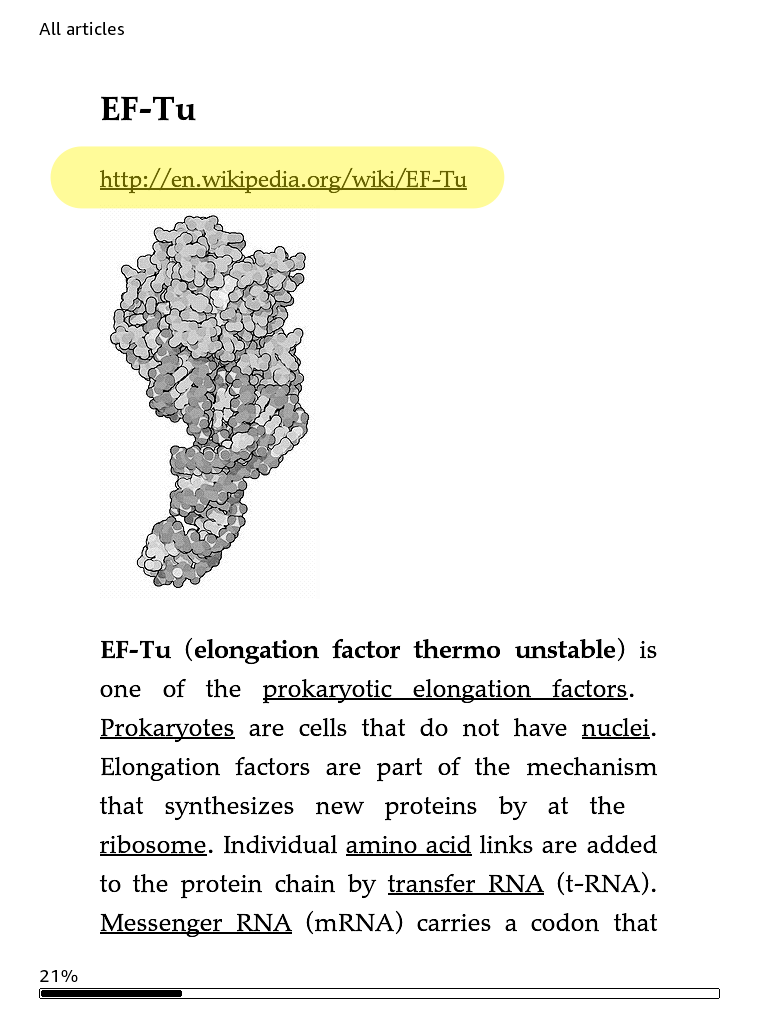 All articles
EF-Tu
http://en.wikipedia.org/wiki/EF-Tu
EF-Tu (elongation factor thermo unstable) is
one of the prokaryotic elongation factors.
Prokaryotes are cells that do not have nuclei.
Elongation factors are part of the mechanism
that synthesizes new proteins by at the
ribosome. Individual amino acid links are added
to the protein chain by transfer RNA (t-RNA).
Messenger RNA (mRNA) carries a codon that
21%